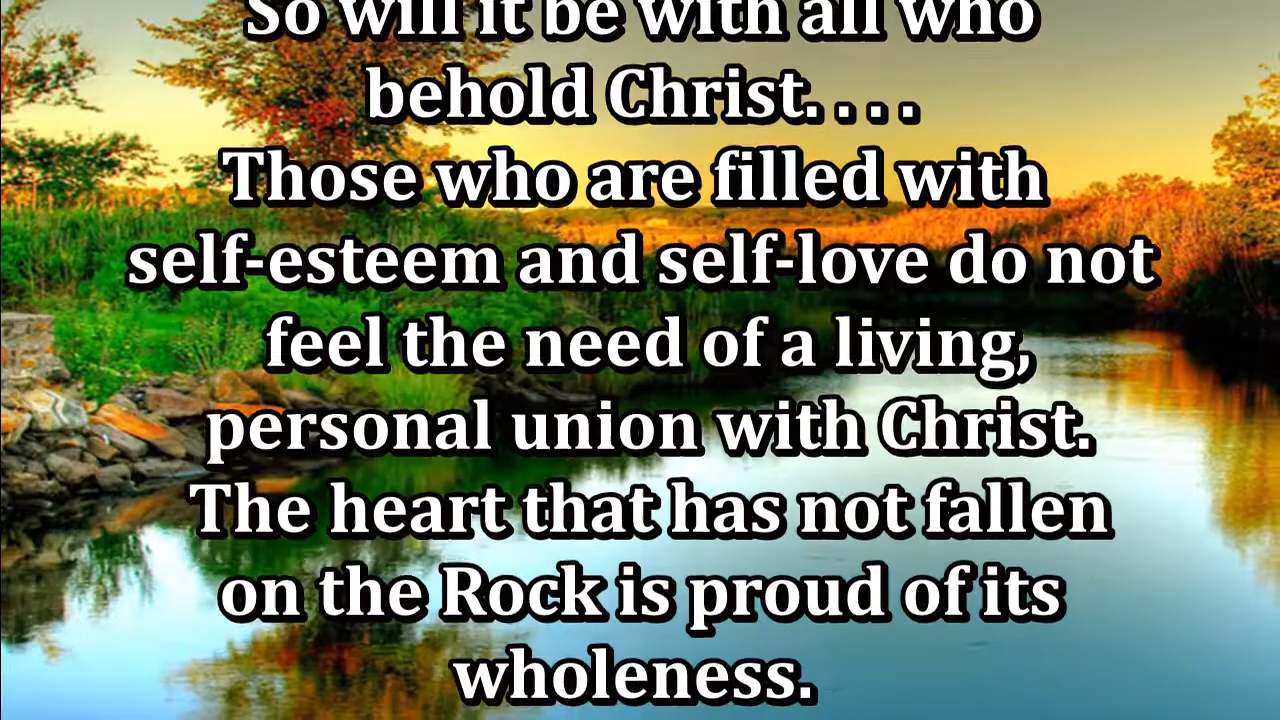 So will it be with all who
behold Christ. . . .
Those who are filled with
self-esteem and self-love do not
feel the need of a living,
personal union with Christ.
The heart that has not fallen
on the Rock is proud of its
wholeness.